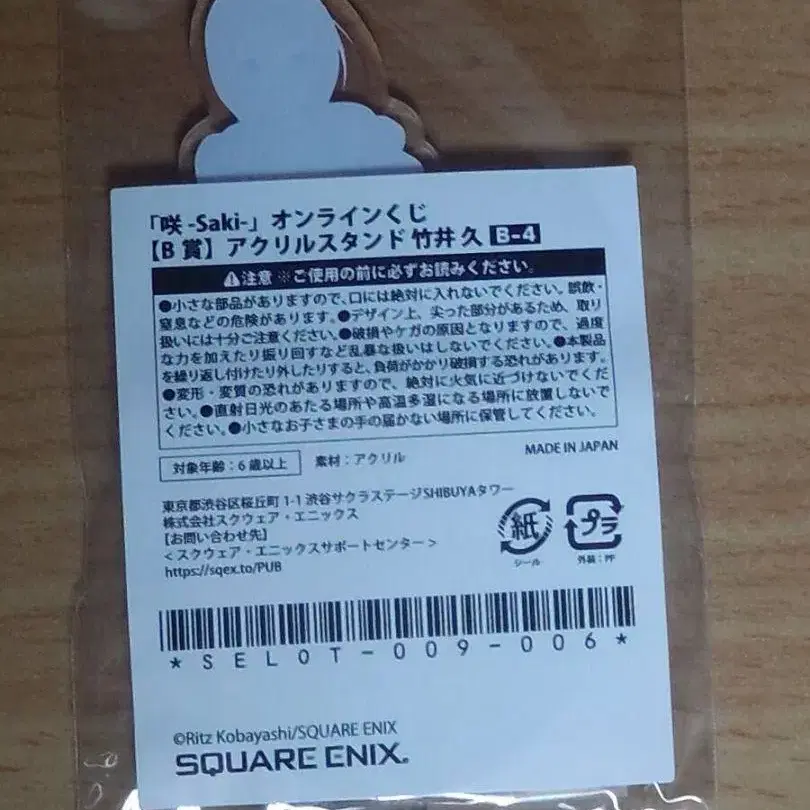 「咲 -Saki-」オンラインくじ
【B 賞】アクリルスタンド 竹井 久 B-4
⚠注意 ※ご使用の前に必ずお読みください。
●小さな部品がありますので、口には絶対に入れないでください。誤飲・
窒息などの危険があります。●デザイン上、尖った部分があるため、取り
扱いには十分ご注意ください。●破損やケガの原因となりますので、過度
な力を加えたり振り回すなど乱暴な扱いはしないでください。●本製品
を繰り返し付けたり外したりすると、負荷がかかり破損する恐れがあります。
●変形・変質の恐れがありますので、絶対に火気に近づけないでくだ
さい。●直射日光のあたる場所や高温多湿になる場所に放置しないで
ください。●小さなお子さまの手の届かない場所に保管してください。
対象年齢：6 歳以上 素材：アクリル MADE IN JAPAN
東京都渋谷区桜丘町 1-1 渋谷サクラステージSHIBUYAタワー
株式会社スクウェア・エニックス
【お問い合わせ先】
＜スクウェア・エニックスサポートセンター＞
https://sqex.to/PUB
紙
シール
プラ
外装：PP
*SELOT-009-006*
©Ritz Kobayashi/SQUARE ENIX
SQUARE ENIX®